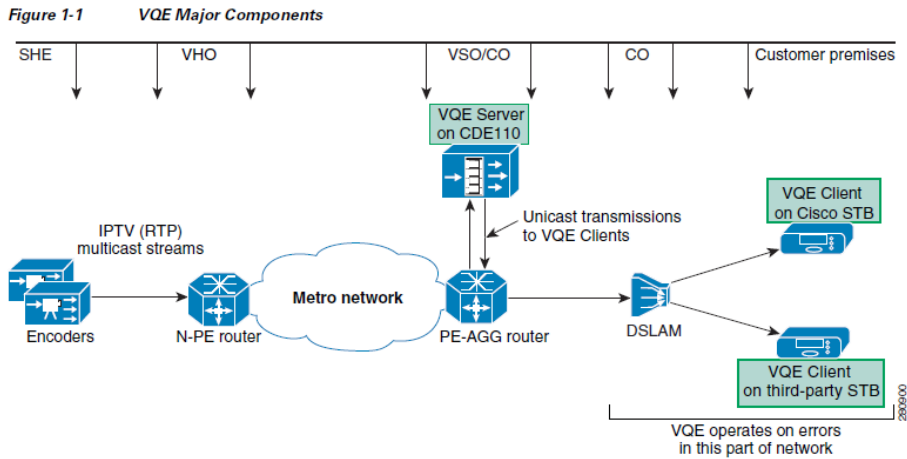 Figure 1-1 VQE Major Components
SHE VHO VSO/CO CO Customer premises
VQE Server
on CDE110
VQE Client
on Cisco STB
Unicast transmissions
to VQE Clients
IPTV (RTP)
multicast streams
Metro network
Encoders
N-PE router
PE-AGG router
DSLAM
VQE Client
on third-party STB
280900
VQE operates on errors
in this part of network